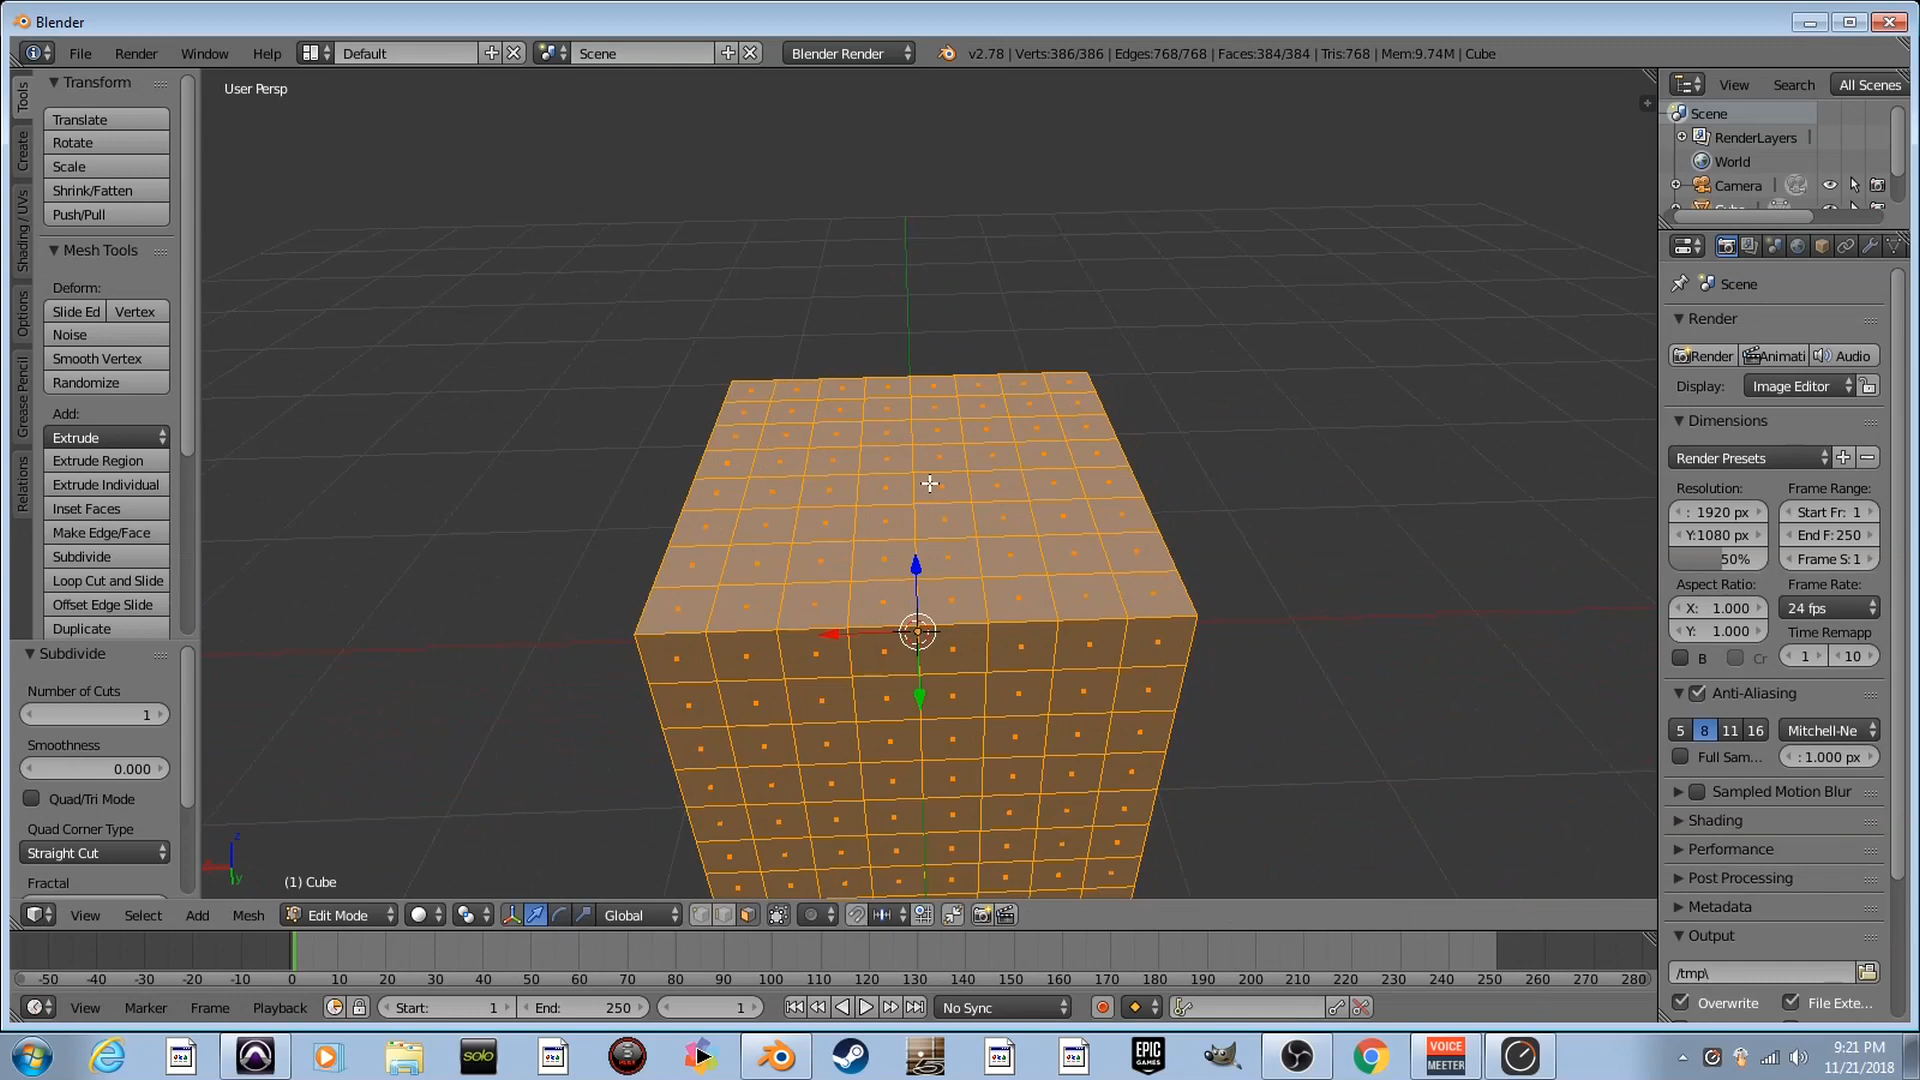 Blender
File Render Window Help Default Scene Blender Render v2.78 | Verts:386/386 | Edges:768/768 | Faces:384/384 | Tris:768 | Mem:9.74M | Cube
Tools
Create
Shading / UVs
Options
Grease Pencil
Relations
Transform
Translate
Rotate
Scale
Shrink/Fatten
Push/Pull
Mesh Tools
Deform:
Slide Ed Vertex
Noise
Smooth Vertex
Randomize
Add:
Extrude
Extrude Region
Extrude Individual
Inset Faces
Make Edge/Face
Subdivide
Loop Cut and Slide
Offset Edge Slide
Duplicate
Subdivide
Number of Cuts
1
Smoothness
0.000
Quad/Tri Mode
Quad Corner Type
Straight Cut
Fractal
User Persp
z
y
(1) Cube
View Search All Scenes
Scene
RenderLayers |
World
Camera |
Scene
Render
Render Animati Audio
Display: Image Editor
Dimensions
Render Presets
Resolution: Frame Range:
: 1920 px Start Fr: 1
Y:1080 px End F: 250
50% Frame S: 1
Aspect Ratio: Frame Rate:
X: 1.000 24 fps
Y: 1.000 Time Remapp
B Cr 1 10
Anti-Aliasing
5 8 11 16 Mitchell-Ne
Full Sam... : 1.000 px
Sampled Motion Blur
Shading
Performance
Post Processing
Metadata
Output
/tmp\
Overwrite File Exte...
View Select Add Mesh Edit Mode Global
-50 -40 -30 -20 -10 0 10 20 30 40 50 60 70 80 90 100 110 120 130 140 150 160 170 180 190 200 210 220 230 240 250 260 270 280
View Marker Frame Playback Start: 1 End: 250 1 No Sync
solo
EPIC GAMES
VOICE MEETER
9:21 PM
11/21/2018